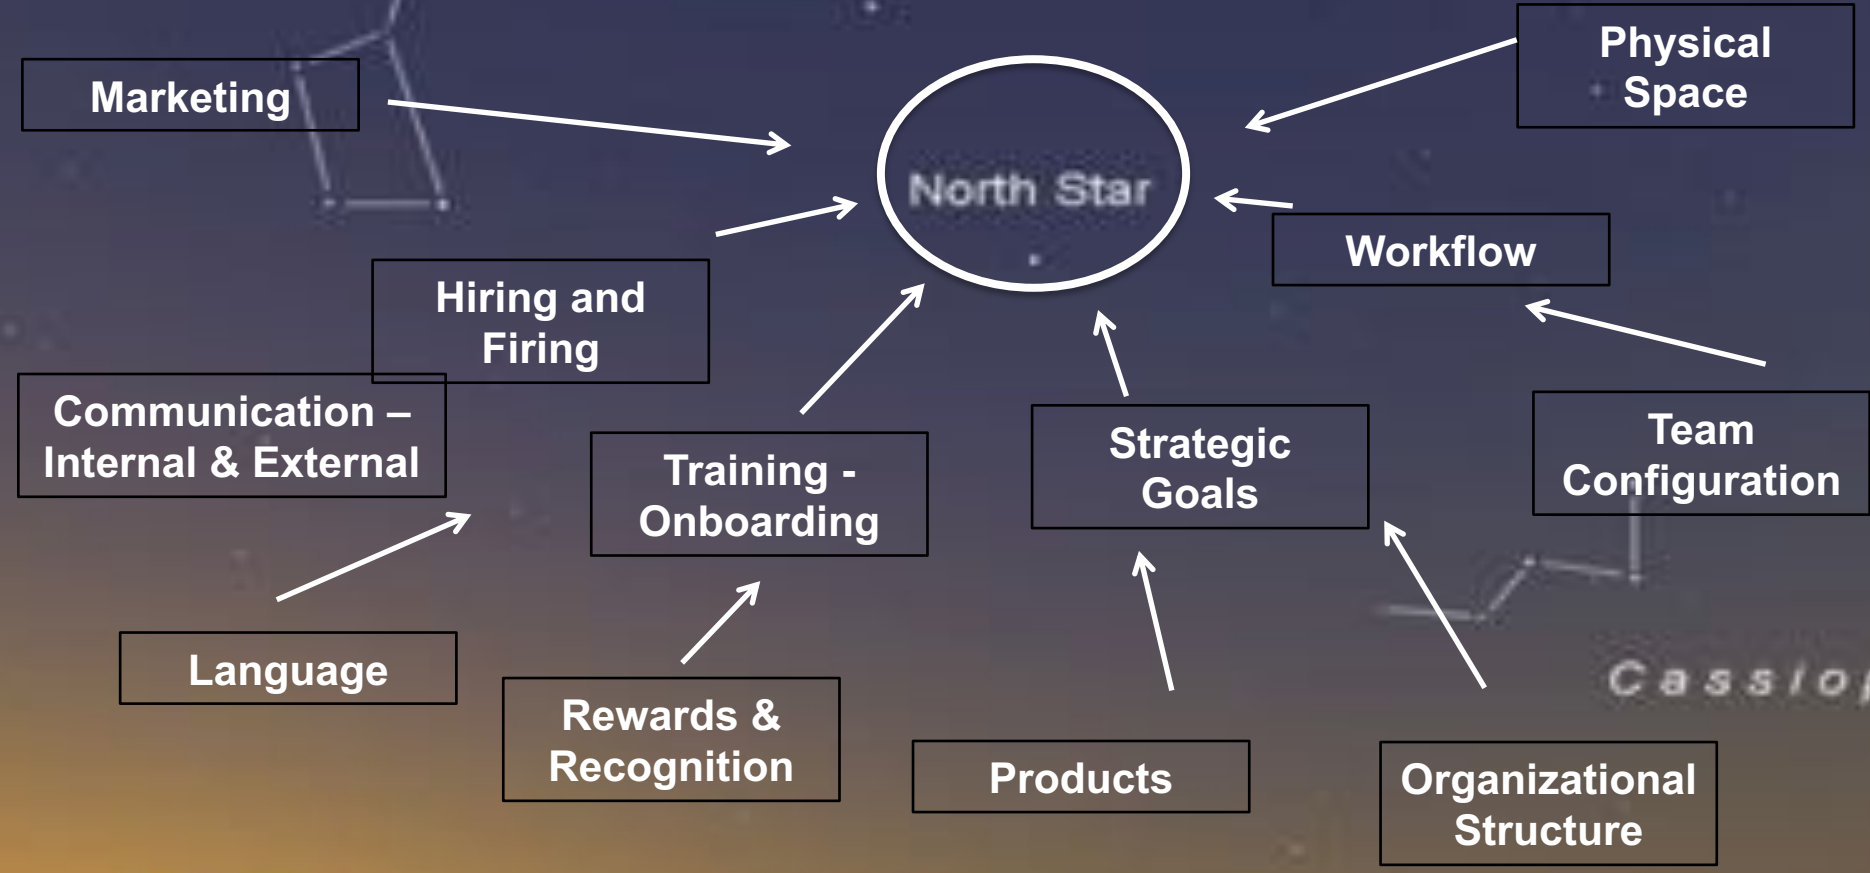 Physical
Space
Marketing
North Star
Workflow
Hiring and
Firing
Communication –
Internal & External
Training -
Onboarding
Strategic
Goals
Team
Configuration
Language
Rewards &
Recognition
Products
Organizational
Structure